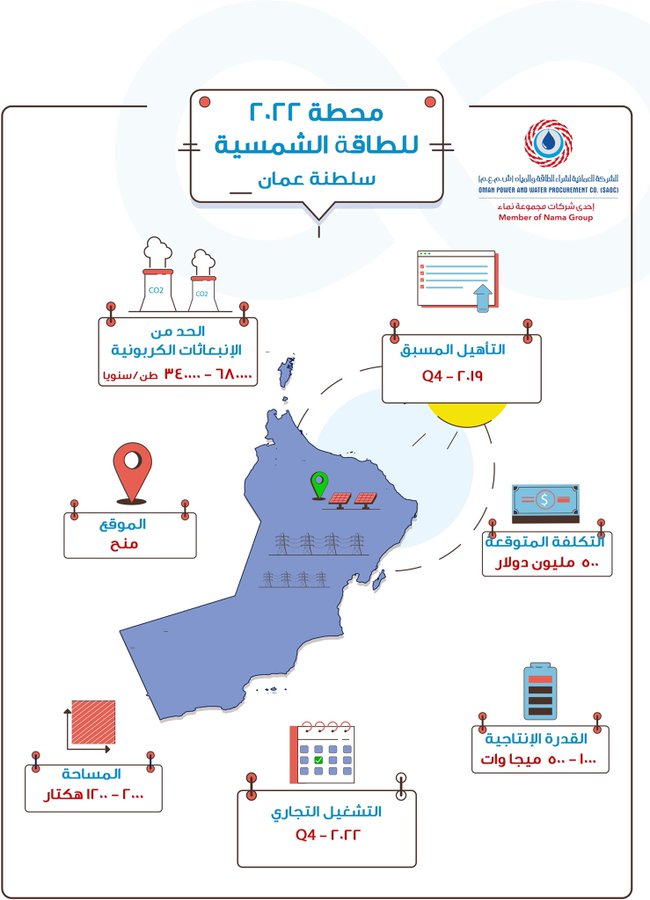 محطة ٢٠٢٢
للطاقة الشمسية
سلطنة عمان
الشركة العمانية لشراء الطاقة والمياه (ش.م.ع.م)
OMAN POWER AND WATER PROCUREMENT CO. (SAOC)
إحدى شركات مجموعة نماء
Member of Nama Group
CO2
CO2
الحد من
الإنبعاثات الكربونية
٣٤٠٠٠٠ - ٦٨٠٠٠٠ طن/سنويا
التأهيل المسبق
Q4 - ٢٠١٩
الموقع
منح
$
التكلفة المتوقعة
٥٠٠ مليون دولار
القدرة الإنتاجية
٥٠٠ - ١٠٠٠ ميجا وات
المساحة
١٢٠٠ - ٢٠٠٠ هكتار
التشغيل التجاري
Q4 - ٢٠٢٢